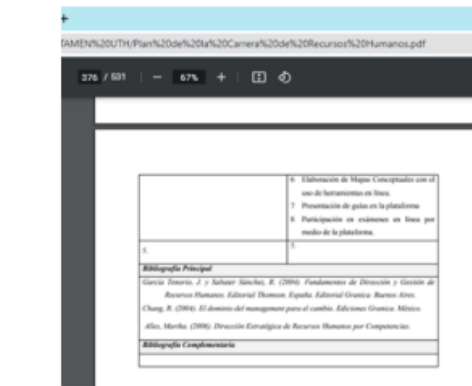 +
TAMEN%20UTH/Plan%20de%20la%20Carrera%20de%20Recursos%20Humanos.pdf
376 / 531 — 67% +
6 Elaboración de Mapas Conceptuales con el
uso de herramientas en línea.
7 Presentación de guías en la plataforma.
8 Participación en exámenes en línea por
medio de la plataforma.
5. 5.
Bibliografía Principal
García Tenorio, J. y Sabater Sánchez, R. (2004). Fundamentos de Dirección y Gestión de
Recursos Humanos. Editorial Thomson. España. Editorial Granica. Buenos Aires.
Chang, R. (2004). El dominio del management para el cambio. Ediciones Granica. México.
Alles, Martha. (2006). Dirección Estratégica de Recursos Humanos por Competencias.
Bibliografía Complementaria